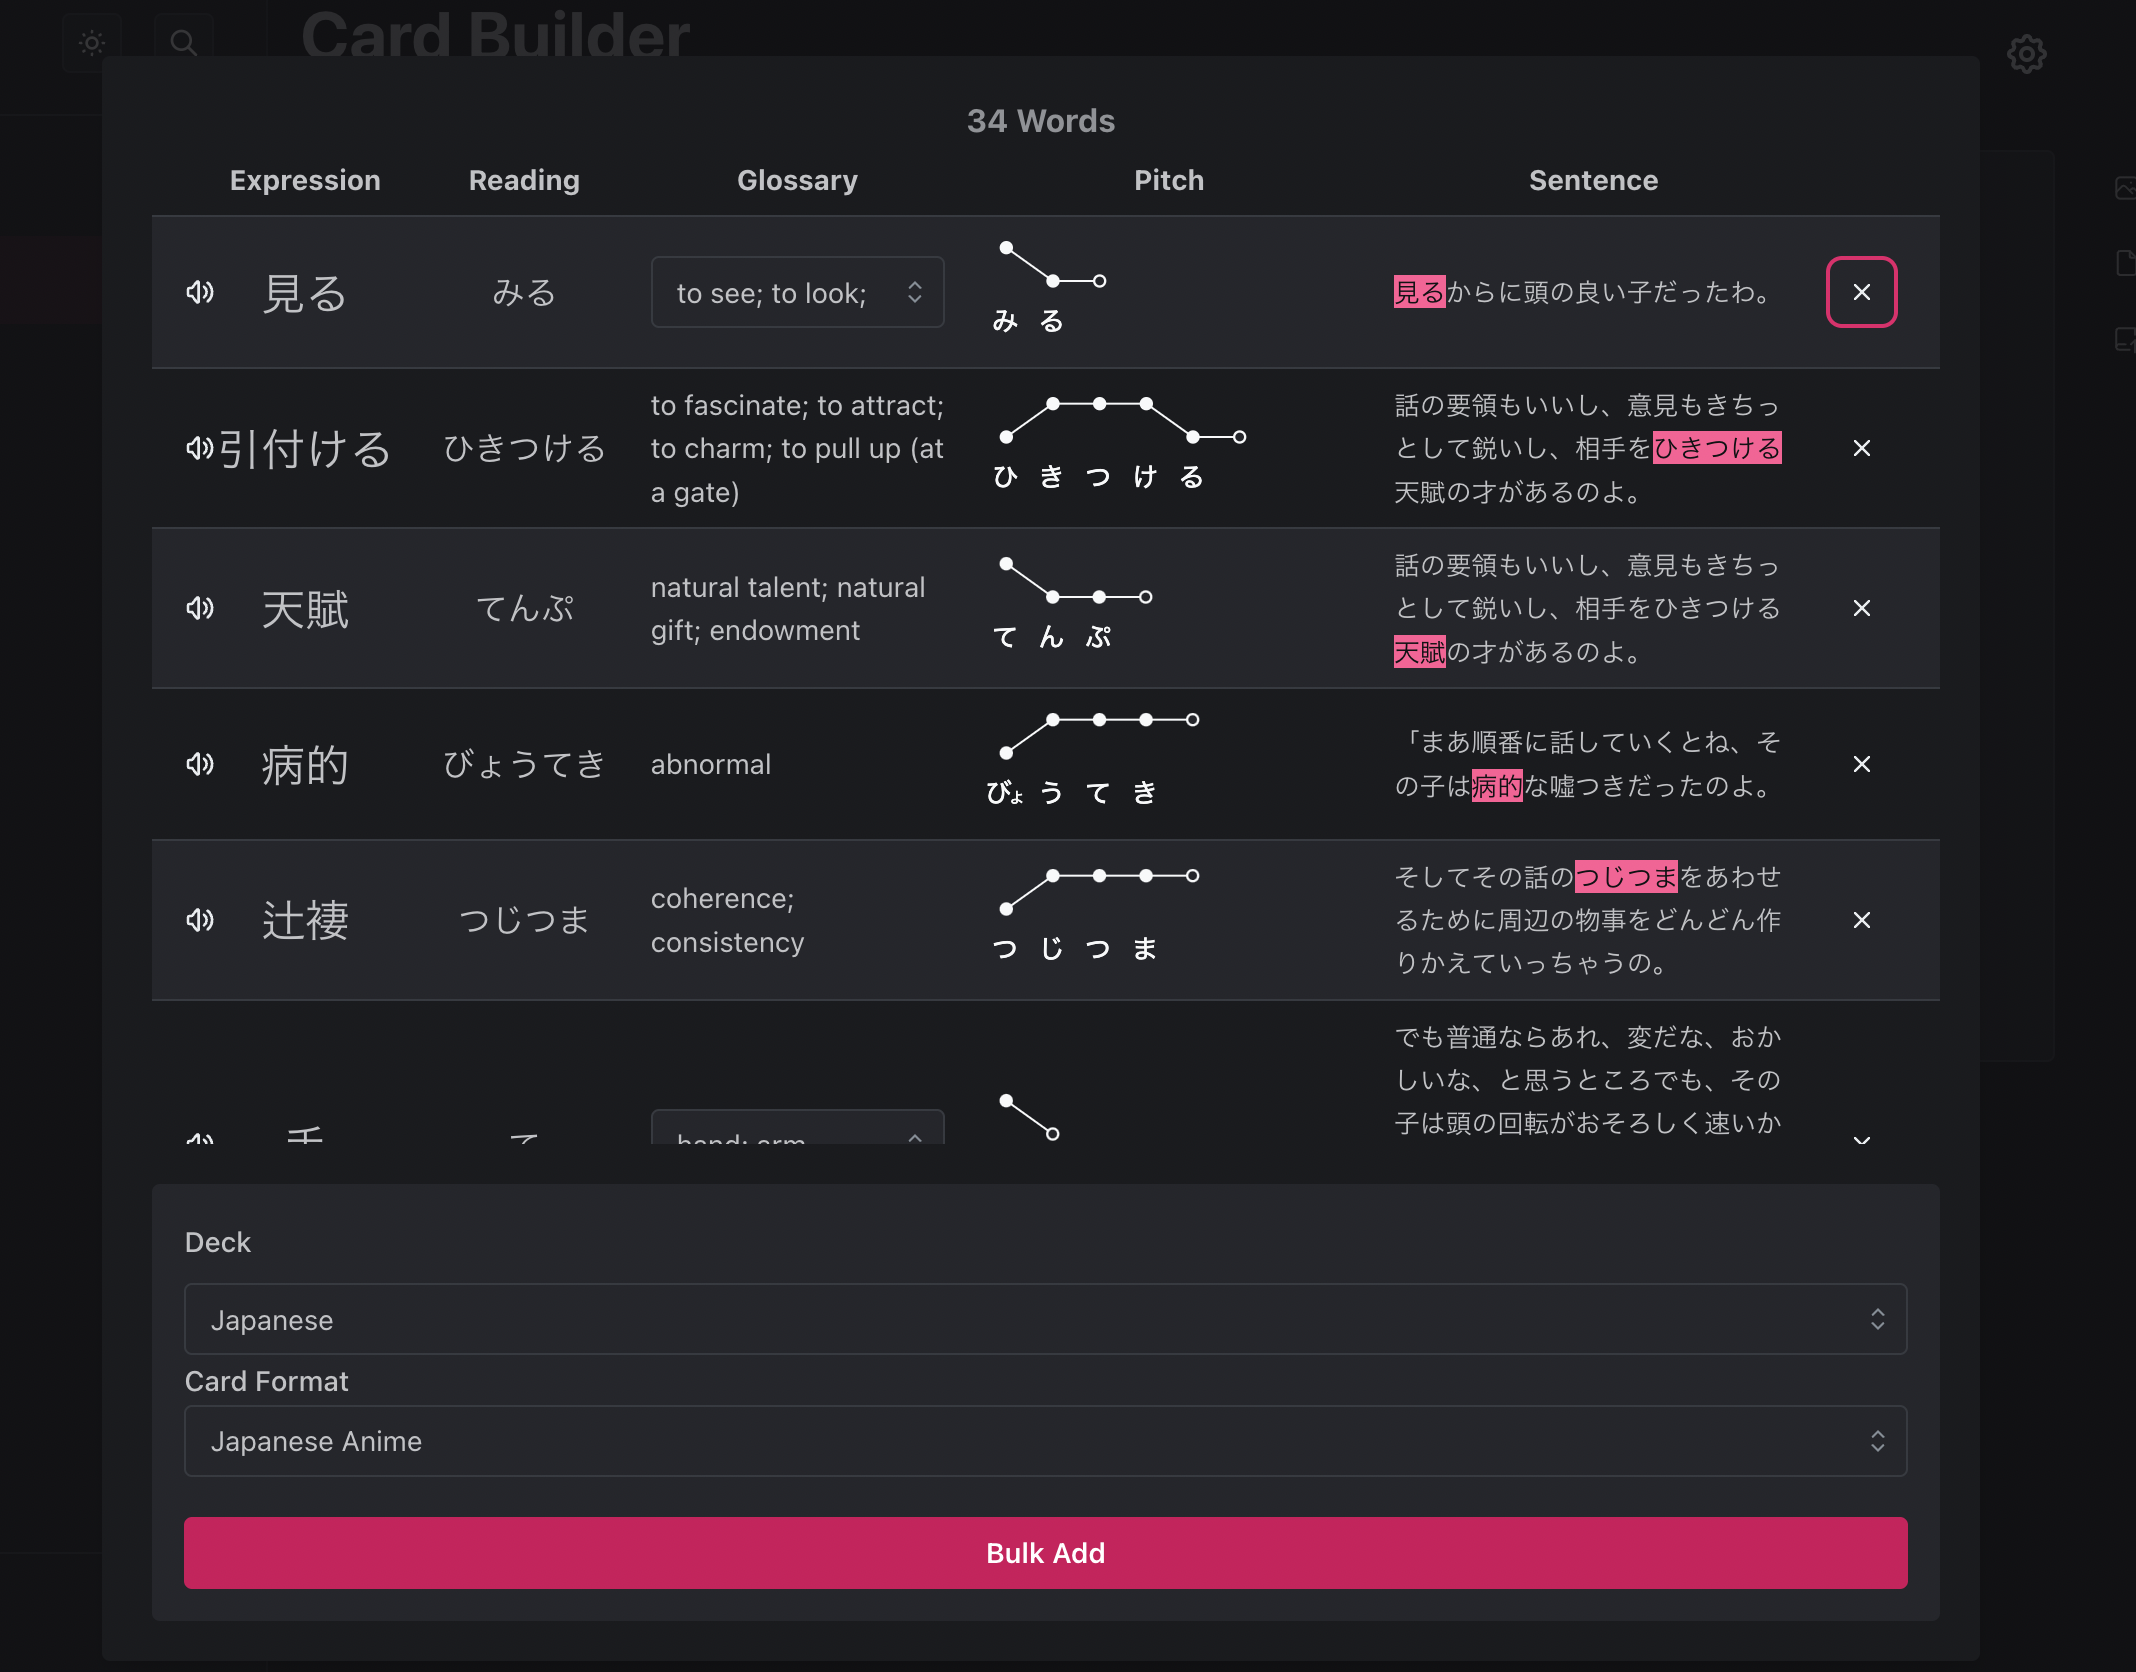 Card Builder
34 Words
Expression Reading Glossary Pitch Sentence
見る みる to see; to look; み る 見るからに頭の良い子だったわ。
引付ける ひきつける to fascinate; to attract;
to charm; to pull up (at
a gate)
ひ き つ け る
話の要領もいいし、意見もきちっ
として鋭いし、相手をひきつける
天賦の才があるのよ。
天賦 てんぷ natural talent; natural
gift; endowment
て ん ぷ
話の要領もいいし、意見もきちっ
として鋭いし、相手をひきつける
天賦の才があるのよ。
病的 びょうてき abnormal
びょ う て き
「まあ順番に話していくとね、そ
の子は病的な嘘つきだったのよ。
辻褄 つじつま coherence;
consistency
つ じ つ ま
そしてその話のつじつまをあわせ
るために周辺の物事をどんどん作
りかえていっちゃうの。
手 て hand; arm
でも普通ならあれ、変だな、おか
しいな、と思うところでも、その
子は頭の回転がおそろしく速いか
Deck
Japanese
Card Format
Japanese Anime
Bulk Add